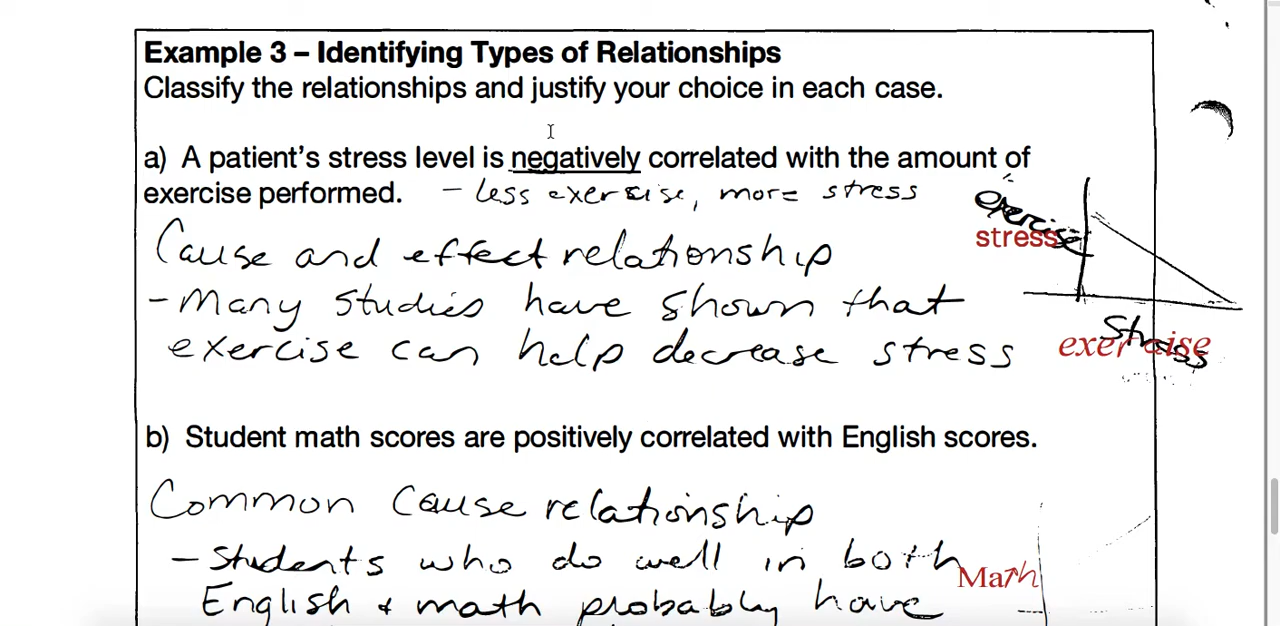 Example 3 – Identifying Types of Relationships
Classify the relationships and justify your choice in each case.
a) A patient's stress level is negatively correlated with the amount of
exercise performed. - less exercise, more stress
exercise
stress
Cause and effect relationship
- Many studies have shown that
exercise can help decrease stress
Stress
exercise
b) Student math scores are positively correlated with English scores.
Common Cause relationship
- Students who do well in both
Math
English & math probably have